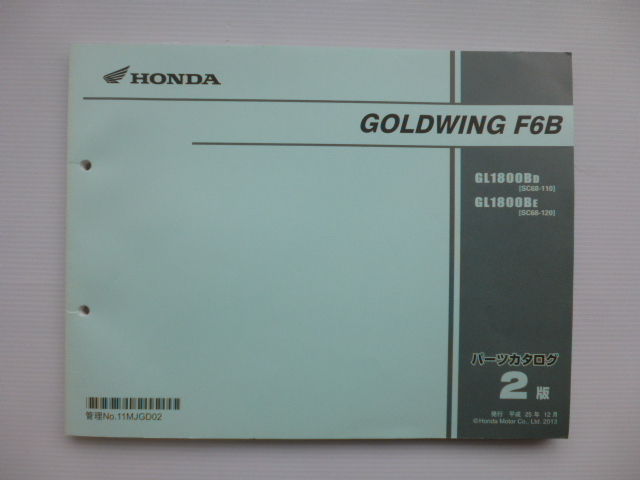 HONDA
GOLDWING F6B
GL1800BD
[SC68-110]
GL1800BE
[SC68-120]
パーツカタログ
2版
発行 平成 25年 12月
©Honda Motor Co., Ltd. 2013
管理No.11MJGD02